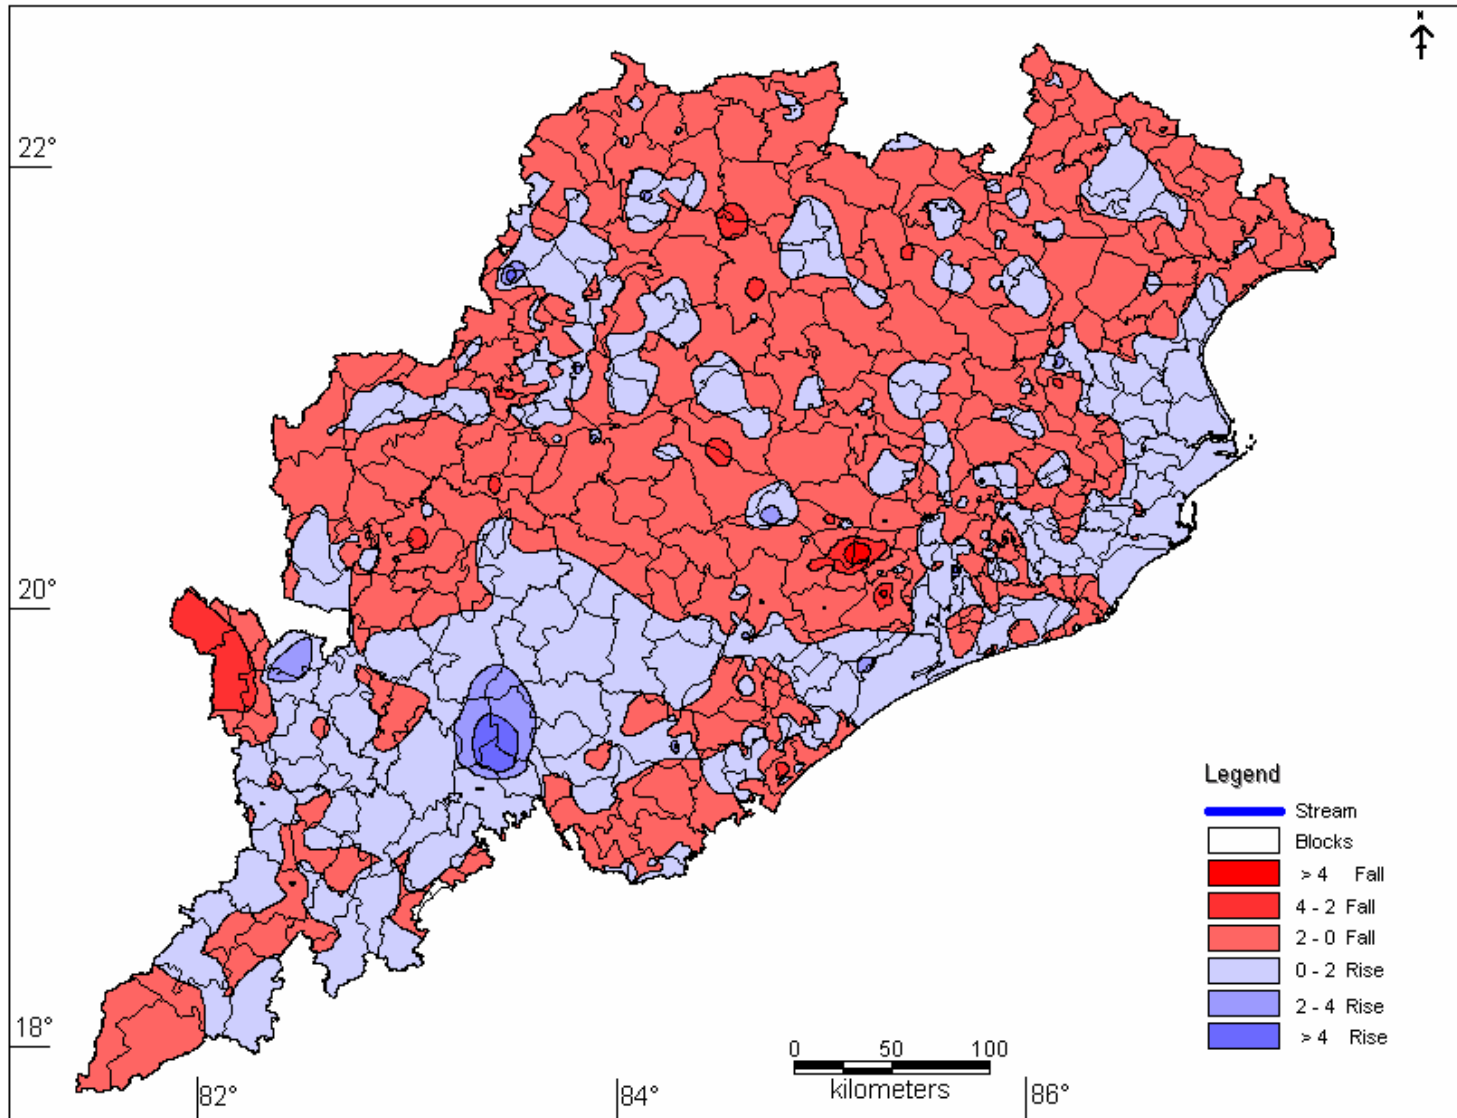 N
22°
20°
18°
82°
84°
86°
0 50 100
kilometers
Legend
Stream
Blocks
> 4 Fall
4 - 2 Fall
2 - 0 Fall
0 - 2 Rise
2 - 4 Rise
> 4 Rise